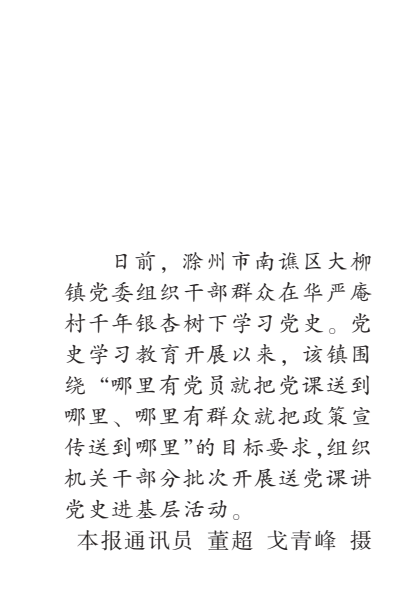 日前，滁州市南谯区大柳
镇党委组织干部群众在华严庵
村千年银杏树下学习党史。党
史学习教育开展以来，该镇围
绕“哪里有党员就把党课送到
哪里、哪里有群众就把政策宣
传送到哪里”的目标要求,组织
机关干部分批次开展送党课讲
党史进基层活动。
本报通讯员 董超 戈青峰 摄